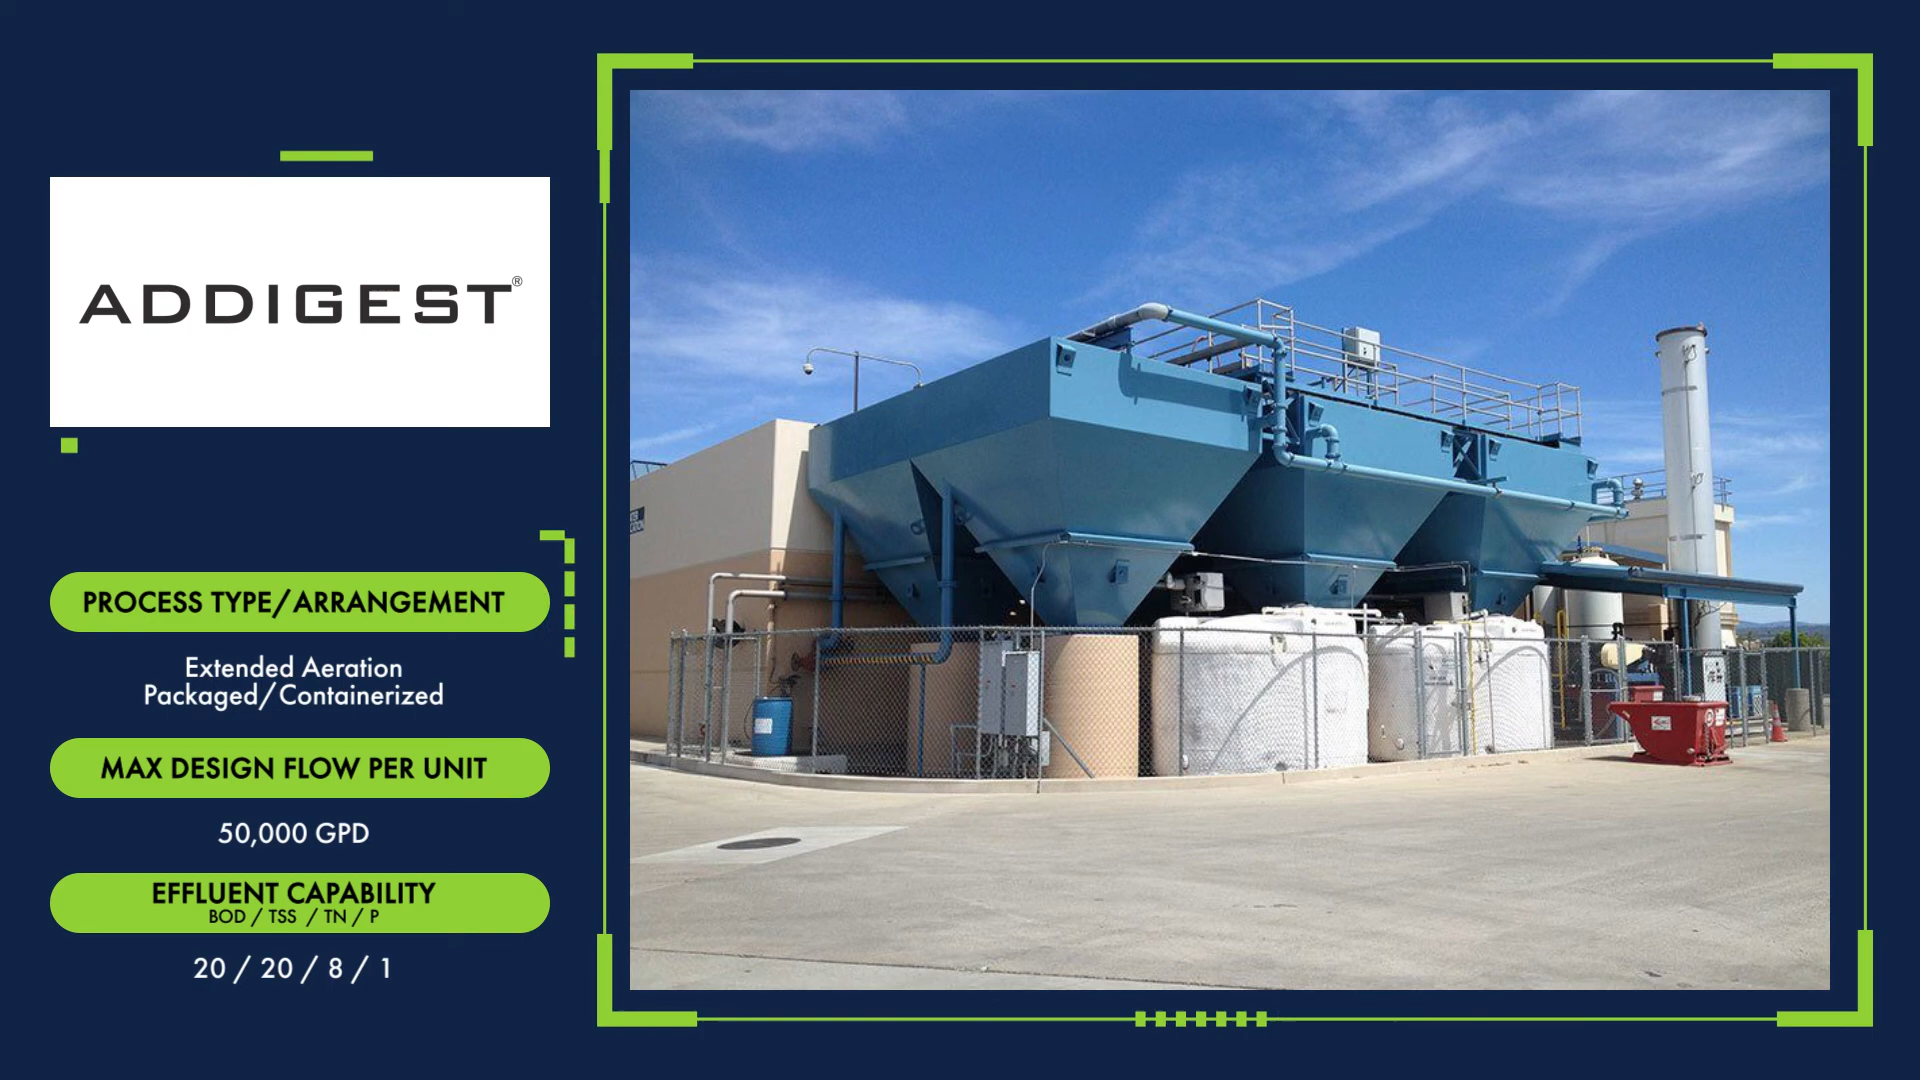 ADDIGEST®
PROCESS TYPE/ARRANGEMENT
Extended Aeration
Packaged/Containerized
MAX DESIGN FLOW PER UNIT
50,000 GPD
EFFLUENT CAPABILITY
BOD / TSS / TN / P
20 / 20 / 8 / 1